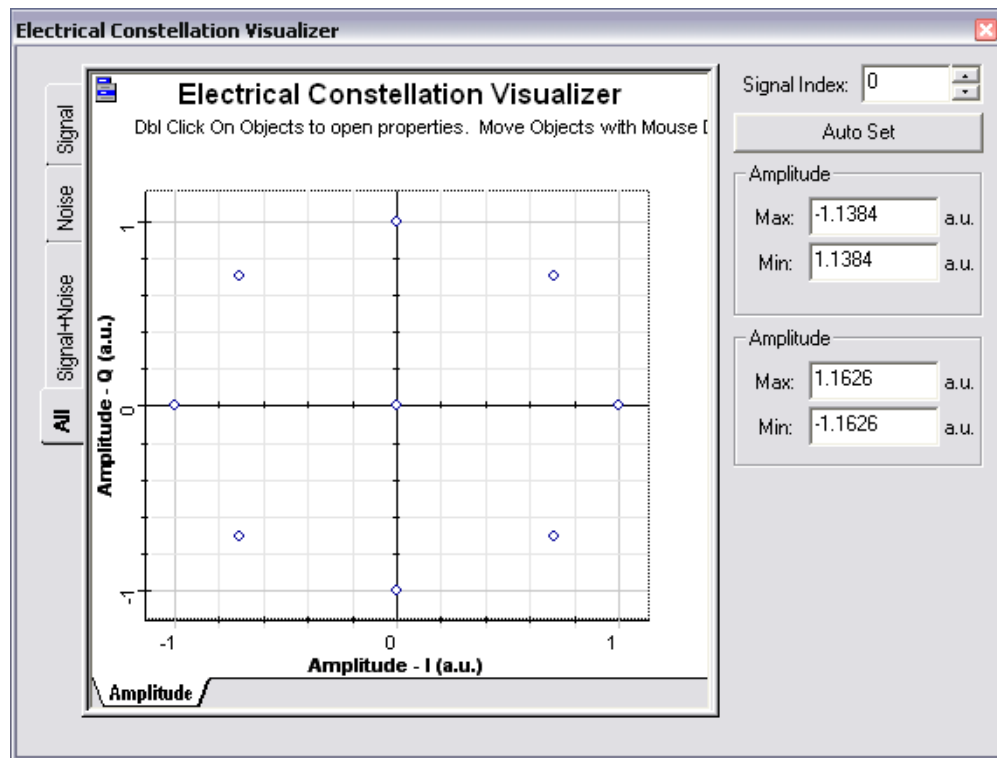 Electrical Constellation Visualizer
Signal
Noise
Signal+Noise
All
Electrical Constellation Visualizer
Dbl Click On Objects to open properties. Move Objects with Mouse D
Amplitude - Q (a.u.)
1
0
-1
-1
0
1
Amplitude - I (a.u.)
Amplitude
Signal Index: 0
Auto Set
Amplitude
Max: -1.1384 a.u.
Min: 1.1384 a.u.
Amplitude
Max: 1.1626 a.u.
Min: -1.1626 a.u.